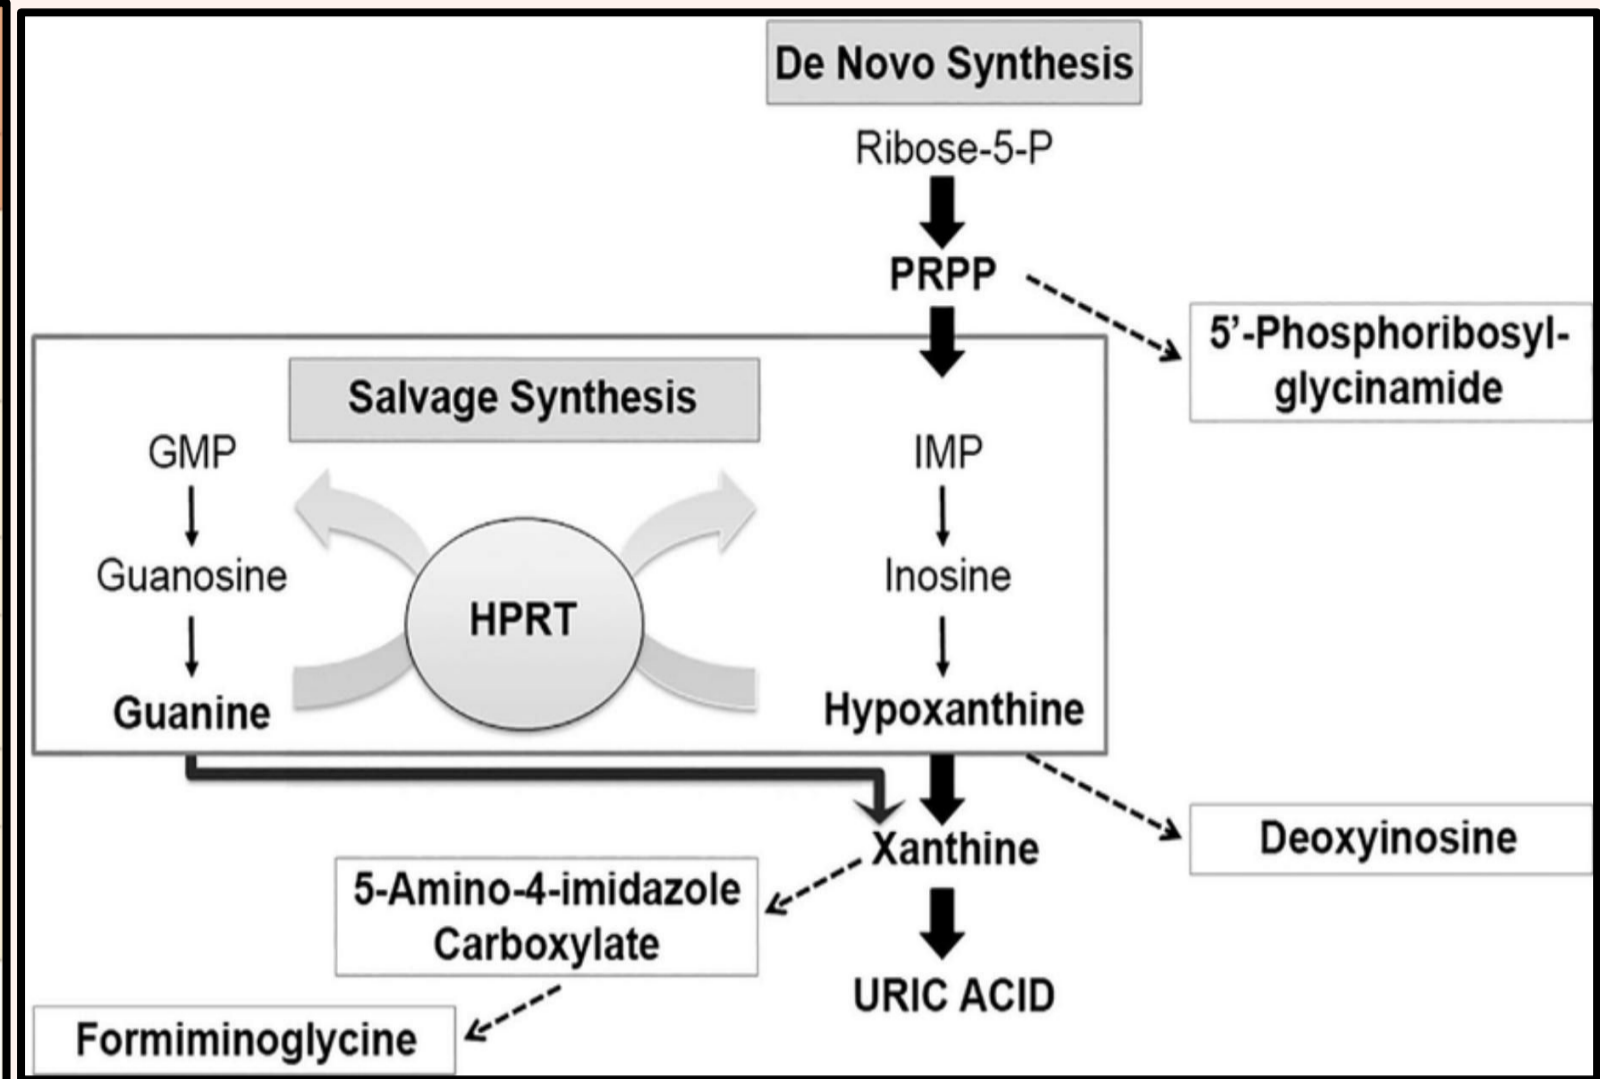 De Novo Synthesis
Ribose-5-P
PRPP
5’-Phosphoribosyl-
glycinamide
Salvage Synthesis
GMP
IMP
Guanosine
Inosine
HPRT
Guanine
Hypoxanthine
Deoxyinosine
Xanthine
5-Amino-4-imidazole
Carboxylate
URIC ACID
Formiminoglycine